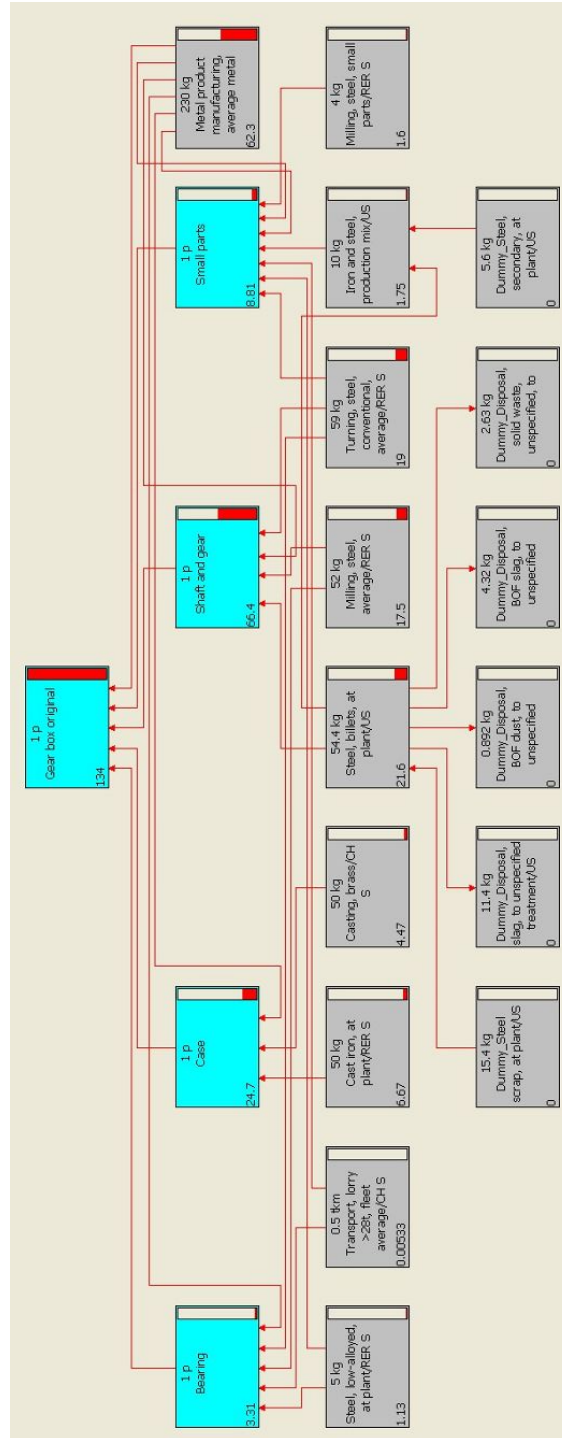 1 p
Gear box original
134
1 p
Bearing
3.31
1 p
Case
24.7
1 p
Shaft and gear
66.4
1 p
Small parts
8.81
230 kg
Metal product
manufacturing,
average metal
62.3
5 kg
Steel, low-alloyed,
at plant/RER S
1.13
0.5 tkm
Transport, lorry
>28t, fleet
average/CH S
0.00533
50 kg
Cast iron, at
plant/RER S
6.67
50 kg
Casting, brass/CH
S
4.47
54.4 kg
Steel, billets, at
plant/US
21.6
52 kg
Milling, steel,
average/RER S
17.5
59 kg
Turning, steel,
conventional,
average/RER S
19
10 kg
Iron and steel,
production mix/US
1.75
4 kg
Milling, steel, small
parts/RER S
1.6
15.4 kg
Dummy_Steel
scrap, at plant/US
0
11.4 kg
Dummy_Disposal,
slag, to unspecified
treatment/US
0
0.892 kg
Dummy_Disposal,
BOF dust, to
unspecified
0
4.32 kg
Dummy_Disposal,
BOF slag, to
unspecified
0
2.63 kg
Dummy_Disposal,
solid waste,
unspecified, to
0
5.6 kg
Dummy_Steel,
secondary, at
plant/US
0